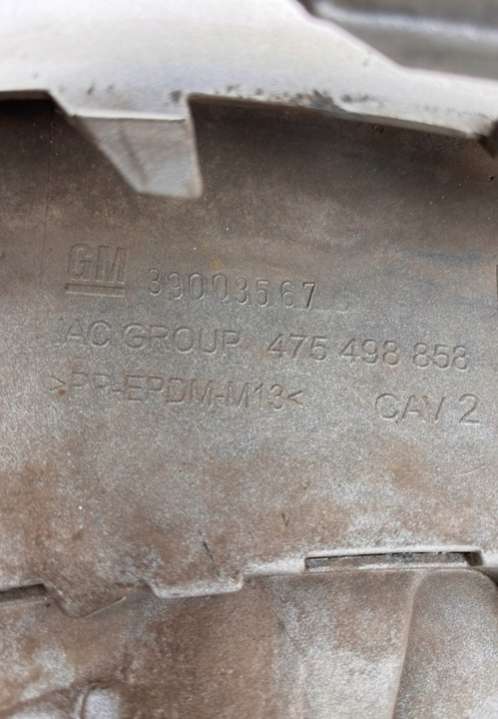 GM 39003567
IAC GROUP 475 498 858
>PP-EPDM-M13< CAV 2